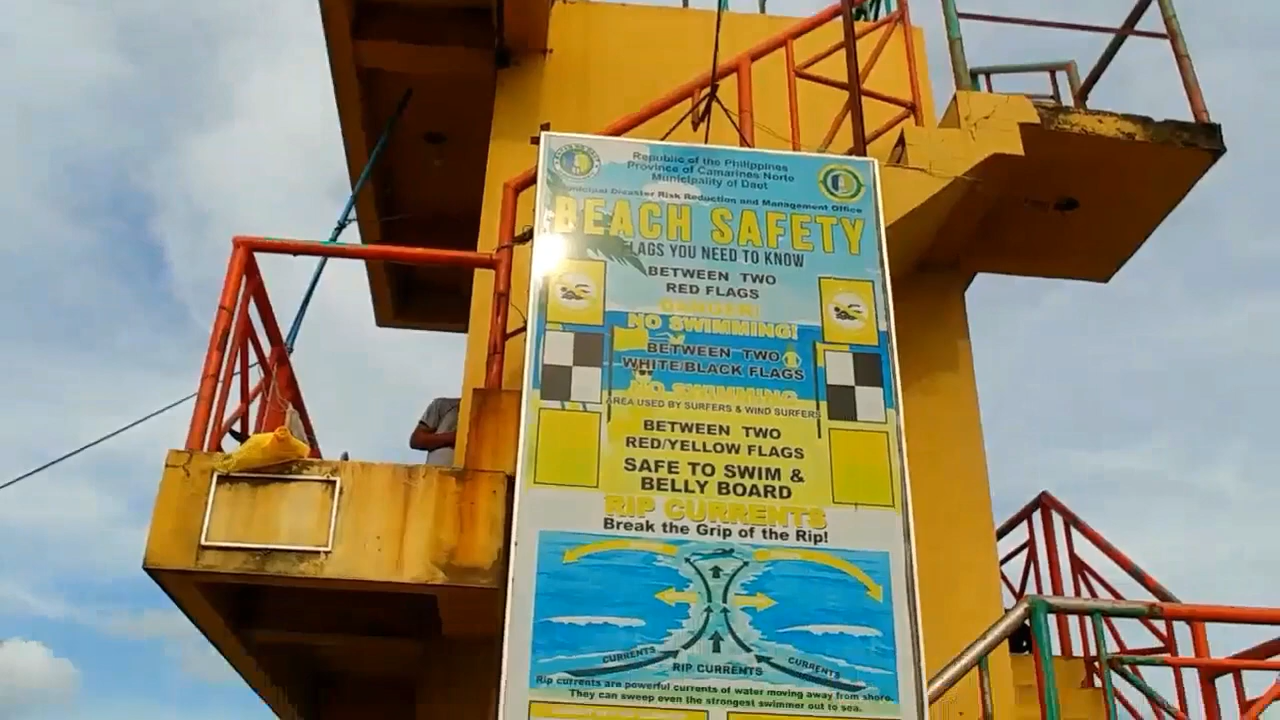 Republic of the Philippines
Province of Camarines Norte
Municipality of Daet
Municipal Disaster Risk Reduction and Management Office
BEACH SAFETY
FLAGS YOU NEED TO KNOW
BETWEEN TWO
RED FLAGS
DANGER!
NO SWIMMING!
BETWEEN TWO
WHITE/BLACK FLAGS
NO SWIMMING
AREA USED BY SURFERS & WIND SURFERS
BETWEEN TWO
RED/YELLOW FLAGS
SAFE TO SWIM &
BELLY BOARD
RIP CURRENTS
Break the Grip of the Rip!
CURRENTS
RIP CURRENTS
CURRENTS
Rip currents are powerful currents of water moving away from shore.
They can sweep even the strongest swimmer out to sea.